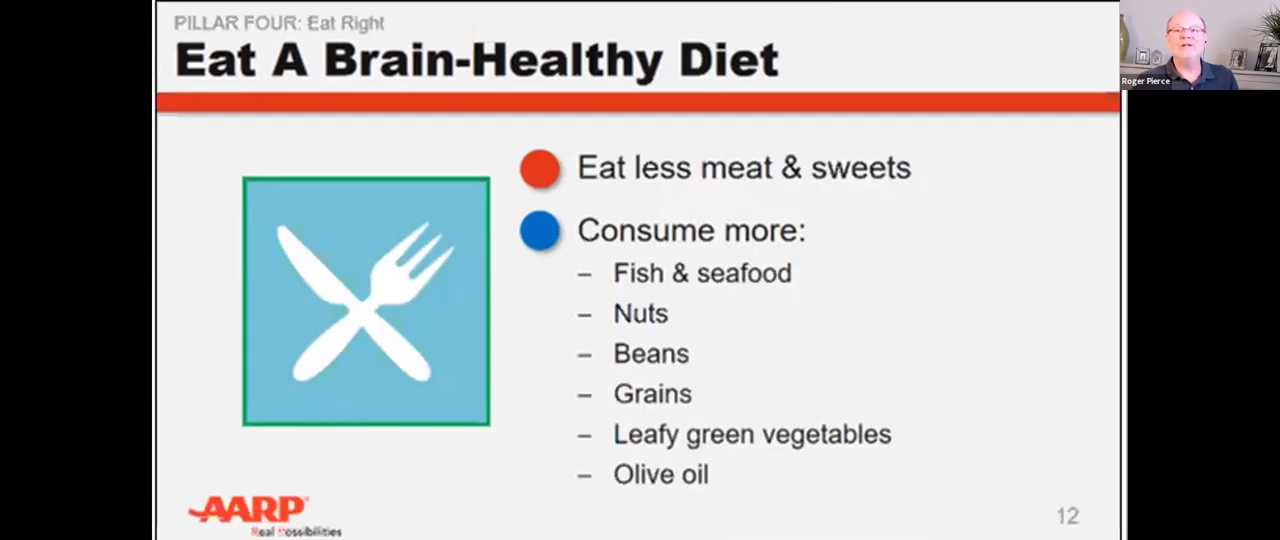 PILLAR FOUR: Eat Right
Eat A Brain-Healthy Diet
Roger Pierce
Eat less meat & sweets
Consume more:
– Fish & seafood
– Nuts
– Beans
– Grains
– Leafy green vegetables
– Olive oil
AARP
Real Possibilities
12